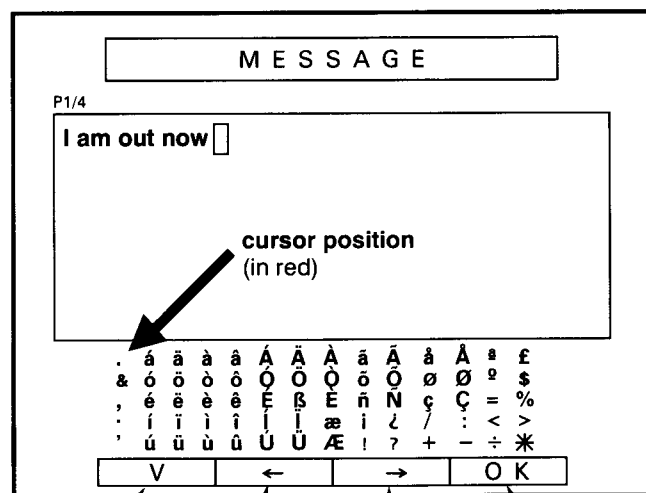 MESSAGE
P1/4
I am out now
cursor position
(in red)
. á ä à â Á Ä À ã Ã å Å ª £
& ó ö ò ô Ó Ö Ò õ Õ ø Ø º $
, é ë è ê É ß È ñ Ñ ç Ç = %
· í ï ì î Í Ï æ i ¿ / : < >
' ú ü ù û Ú Ü Æ ! ? + − ÷ *
V ← → OK